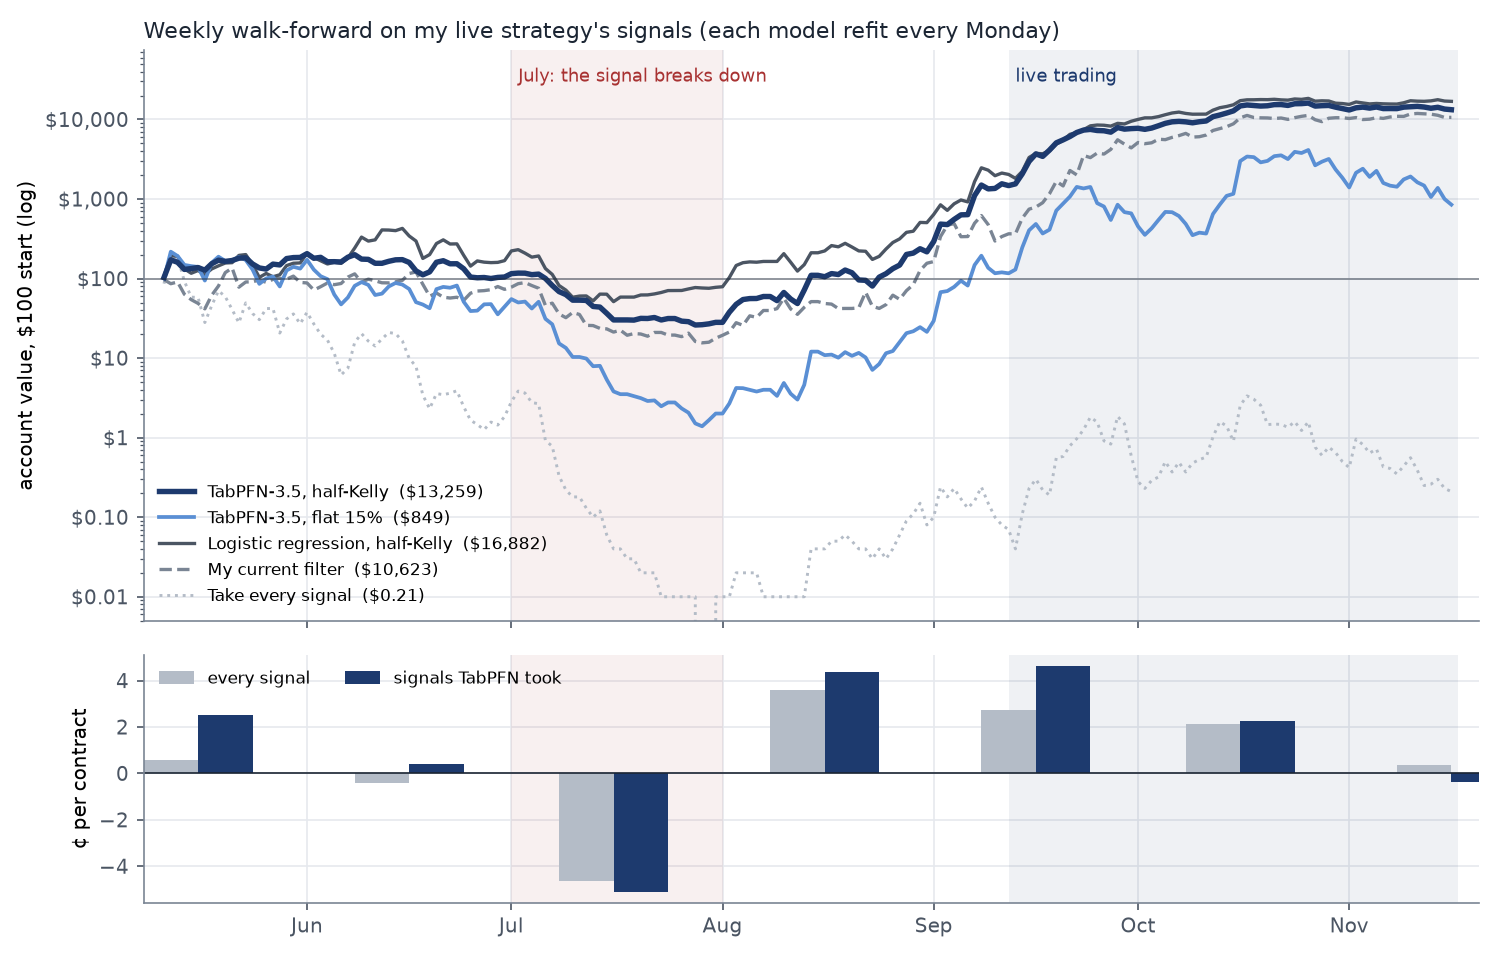 Weekly walk-forward on my live strategy's signals (each model refit every Monday)
July: the signal breaks down
live trading
account value, $100 start (log)
$10,000
$1,000
$100
$10
$1
$0.10
$0.01
TabPFN-3.5, half-Kelly ($13,259)
TabPFN-3.5, flat 15% ($849)
Logistic regression, half-Kelly ($16,882)
My current filter ($10,623)
Take every signal ($0.21)
every signal
signals TabPFN took
¢ per contract
4
2
0
−2
−4
Jun
Jul
Aug
Sep
Oct
Nov